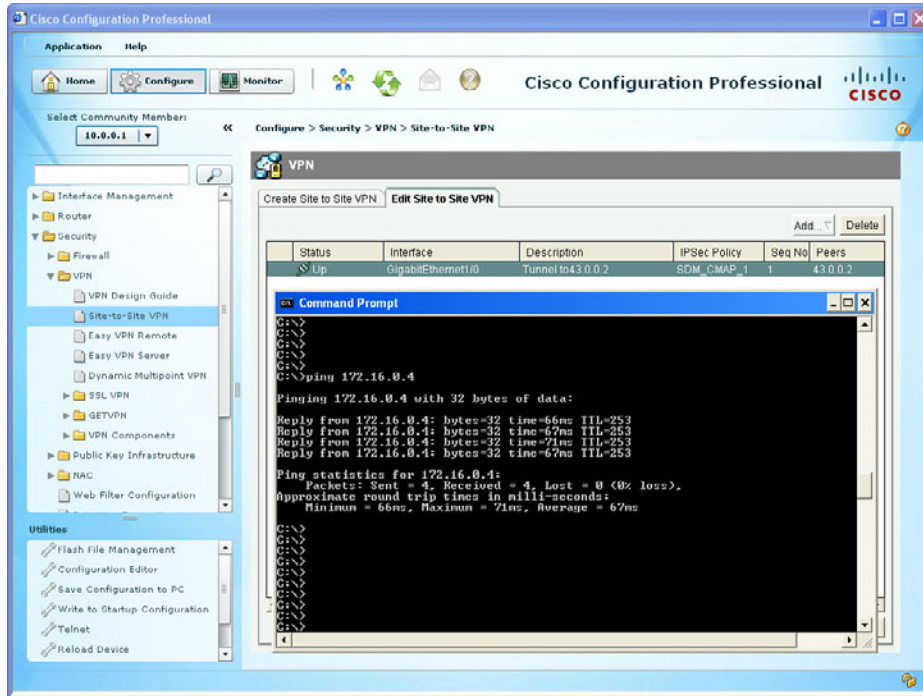 Cisco Configuration Professional
Application Help
Home Configure Monitor Cisco Configuration Professional CISCO
Select Community Member:
10.0.0.1
Configure > Security > VPN > Site-to-Site VPN
VPN
Create Site to Site VPN Edit Site to Site VPN
Add... Delete
Status Interface Description IPSec Policy Seq No Peers
Up GigabitEthernet1/0 Tunnel to43.0.0.2 SDM_CMAP_1 1 43.0.0.2
Interface Management
Router
Security
Firewall
VPN
VPN Design Guide
Site-to-Site VPN
Easy VPN Remote
Easy VPN Server
Dynamic Multipoint VPN
SSL VPN
GETVPN
VPN Components
Public Key Infrastructure
NAC
Web Filter Configuration
Utilities
Flash File Management
Configuration Editor
Save Configuration to PC
Write to Startup Configuration
Telnet
Reload Device
Command Prompt
C:\>
C:\>
C:\>
C:\>
C:\>
C:\>ping 172.16.0.4
Pinging 172.16.0.4 with 32 bytes of data:
Reply from 172.16.0.4: bytes=32 time=66ms TTL=253
Reply from 172.16.0.4: bytes=32 time=67ms TTL=253
Reply from 172.16.0.4: bytes=32 time=71ms TTL=253
Reply from 172.16.0.4: bytes=32 time=67ms TTL=253
Ping statistics for 172.16.0.4:
Packets: Sent = 4, Received = 4, Lost = 0 (0% loss),
Approximate round trip times in milli-seconds:
Minimum = 66ms, Maximum = 71ms, Average = 67ms
C:\>
C:\>
C:\>
C:\>
C:\>
C:\>
C:\>
C:\>
C:\>